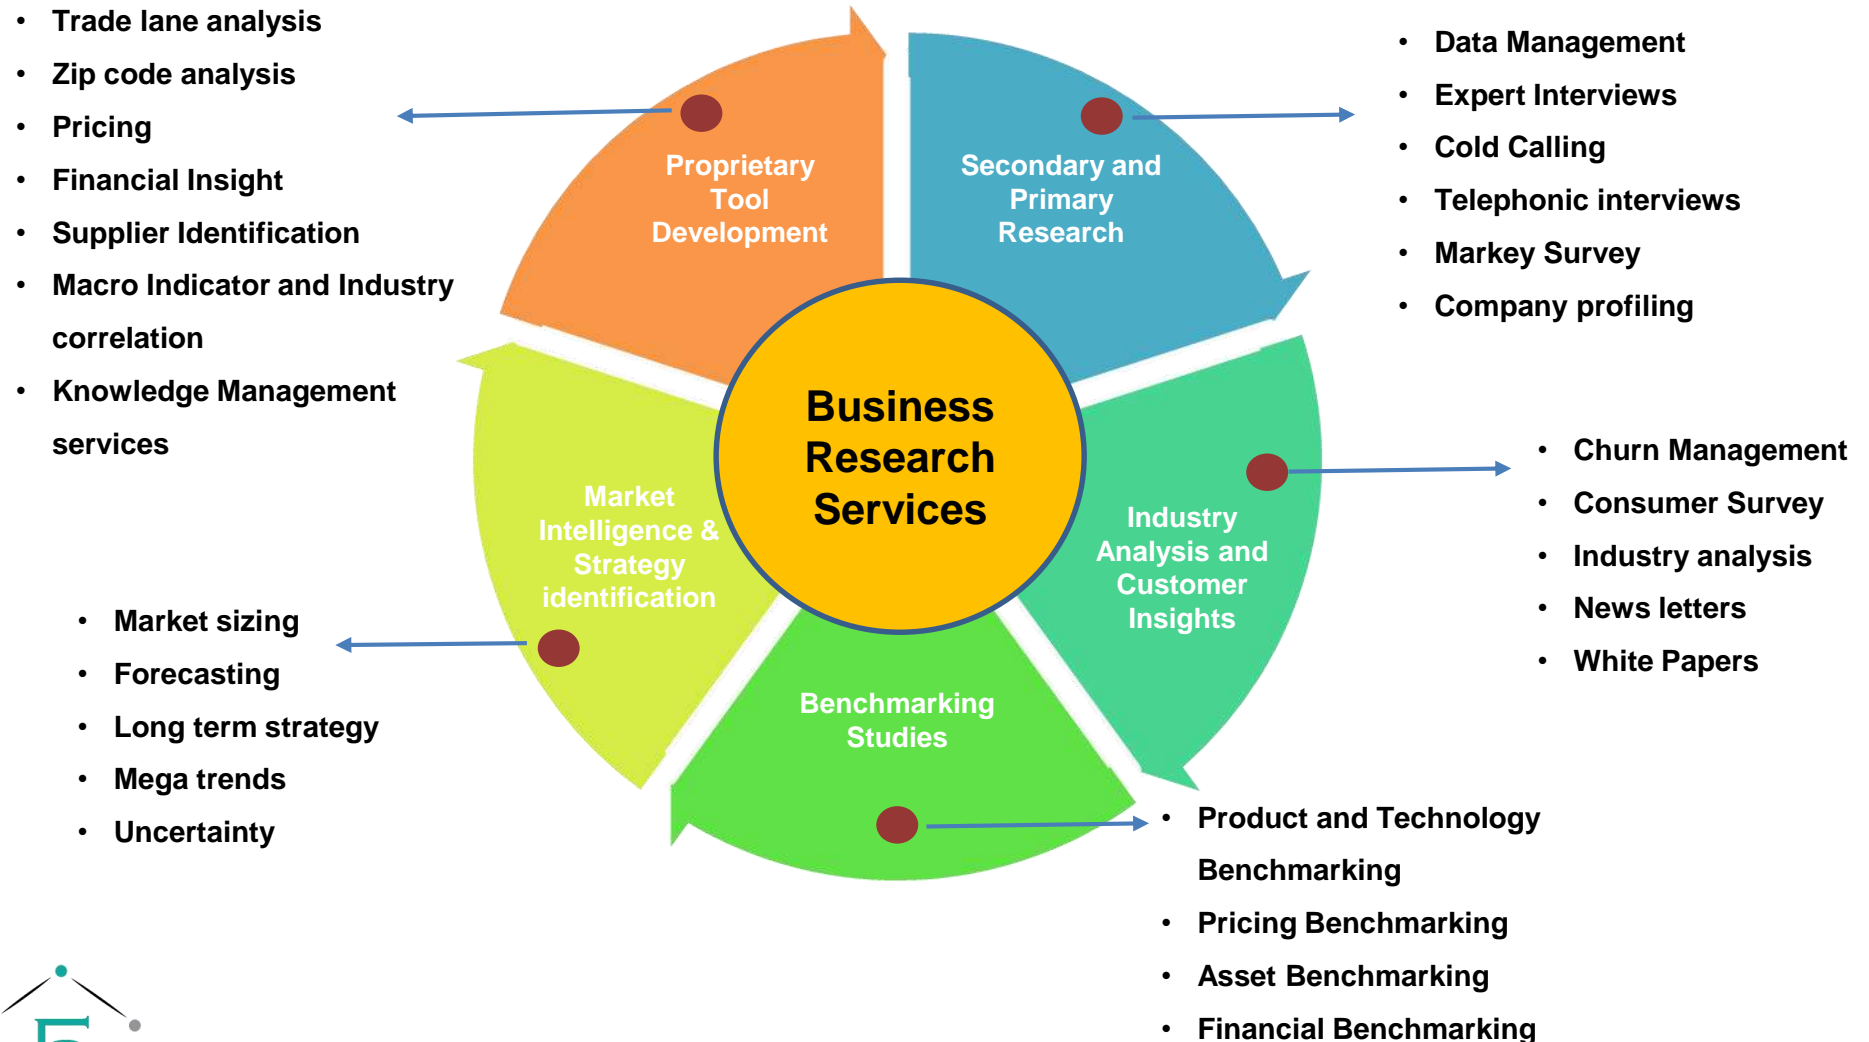 • Trade lane analysis
• Zip code analysis
• Pricing
• Financial Insight
• Supplier Identification
• Macro Indicator and Industry
correlation
• Knowledge Management
services
Proprietary
Tool
Development
Secondary and
Primary
Research
• Data Management
• Expert Interviews
• Cold Calling
• Telephonic interviews
• Markey Survey
• Company profiling
Business
Research
Services
Market
Intelligence &
Strategy
identification
Industry
Analysis and
Customer
Insights
• Churn Management
• Consumer Survey
• Industry analysis
• News letters
• White Papers
• Market sizing
• Forecasting
• Long term strategy
• Mega trends
• Uncertainty
Benchmarking
Studies
• Product and Technology
Benchmarking
• Pricing Benchmarking
• Asset Benchmarking
• Financial Benchmarking